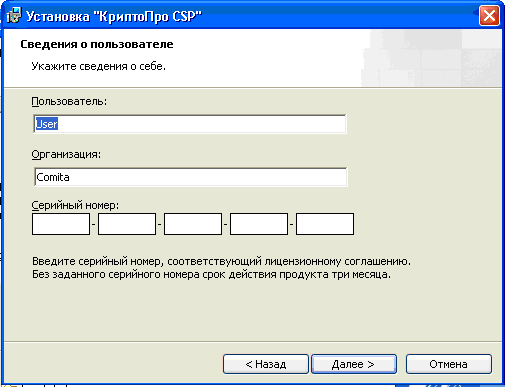 Установка "КриптоПро CSP"
Сведения о пользователе
Укажите сведения о себе.
Пользователь:
User
Организация:
Comita
Серийный номер:
- - - -
Введите серийный номер, соответствующий лицензионному соглашению.
Без заданного серийного номера срок действия продукта три месяца.
< Назад Далее > Отмена